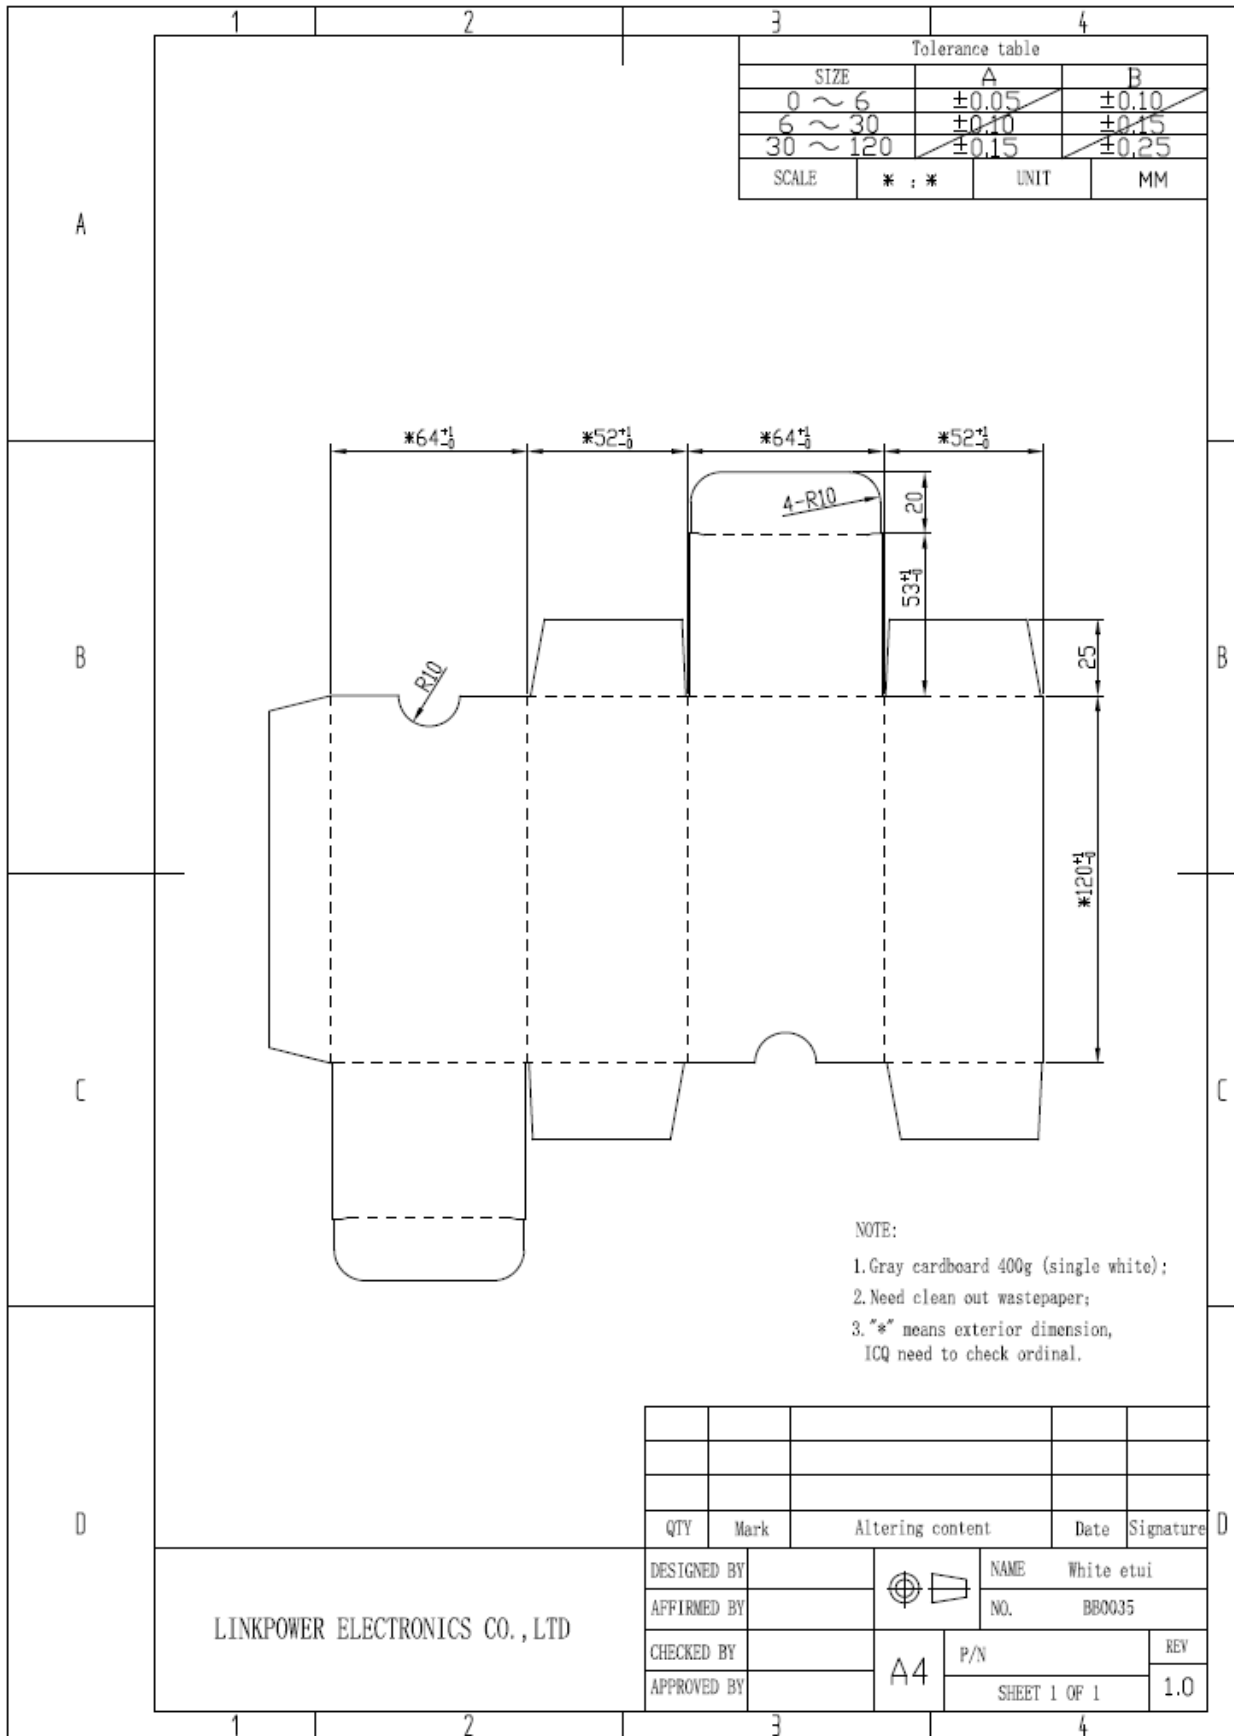 1 2 3 4
Tolerance table
SIZE A B
0 ~ 6 ±0.05 ±0.10
6 ~ 30 ±0.10 ±0.15
30 ~ 120 ±0.15 ±0.25
SCALE * : * UNIT MM
A
*64+1-0 *52+1-0 *64+1-0 *52+1-0
4-R10
20
53+1-0
B
R10
25
B
*120+1-0
C
C
NOTE:
1.Gray cardboard 400g (single white);
2.Need clean out wastepaper;
3."*" means exterior dimension,
ICQ need to check ordinal.
D
QTY Mark Altering content Date Signature
D
DESIGNED BY
NAME White etui
AFFIRMED BY
NO. BB0035
LINKPOWER ELECTRONICS CO.,LTD
CHECKED BY
A4
P/N
REV
APPROVED BY
SHEET 1 OF 1
1.0
1 2 3 4